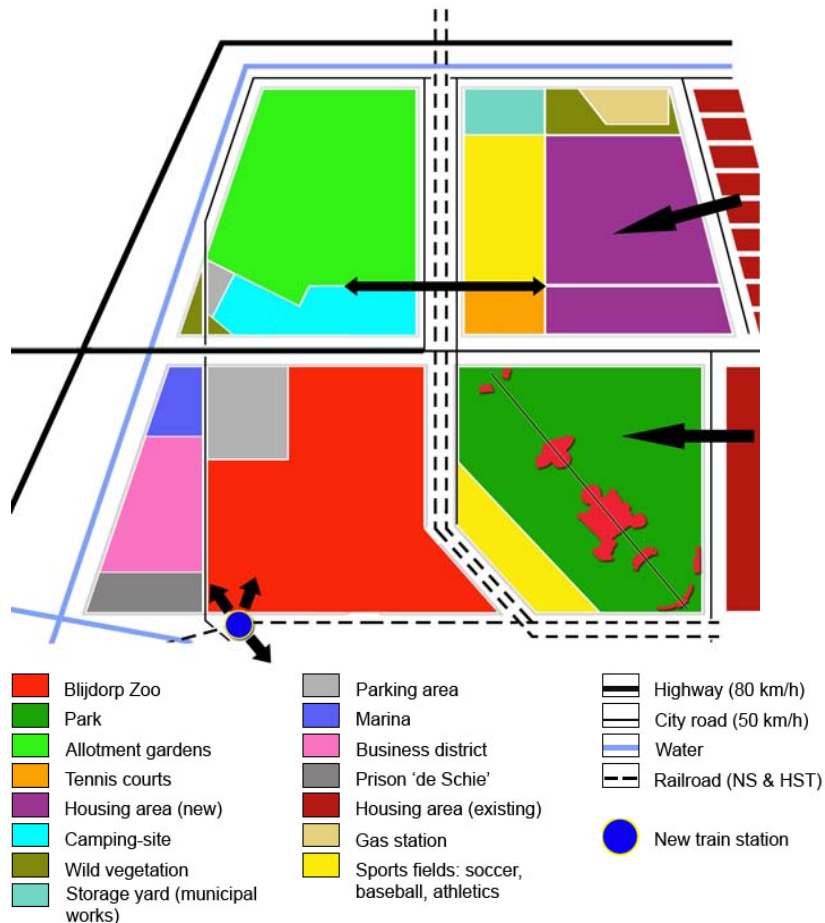 Blijdorp Zoo
Park
Allotment gardens
Tennis courts
Housing area (new)
Camping-site
Wild vegetation
Storage yard (municipal
works)
Parking area
Marina
Business district
Prison ‘de Schie’
Housing area (existing)
Gas station
Sports fields: soccer,
baseball, athletics
Highway (80 km/h)
City road (50 km/h)
Water
Railroad (NS & HST)
New train station